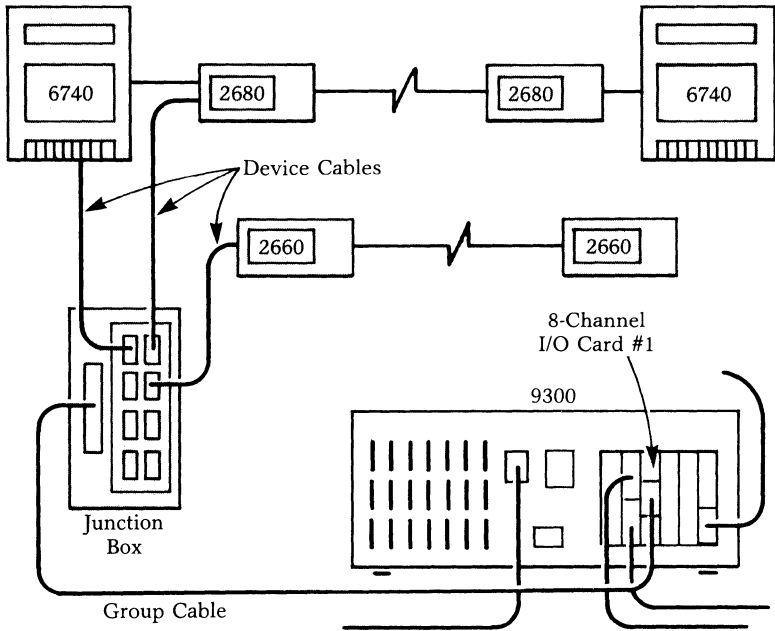 6740
2680
2680
6740
Device Cables
2660
2660
8-Channel
I/O Card #1
9300
Junction
Box
Group Cable